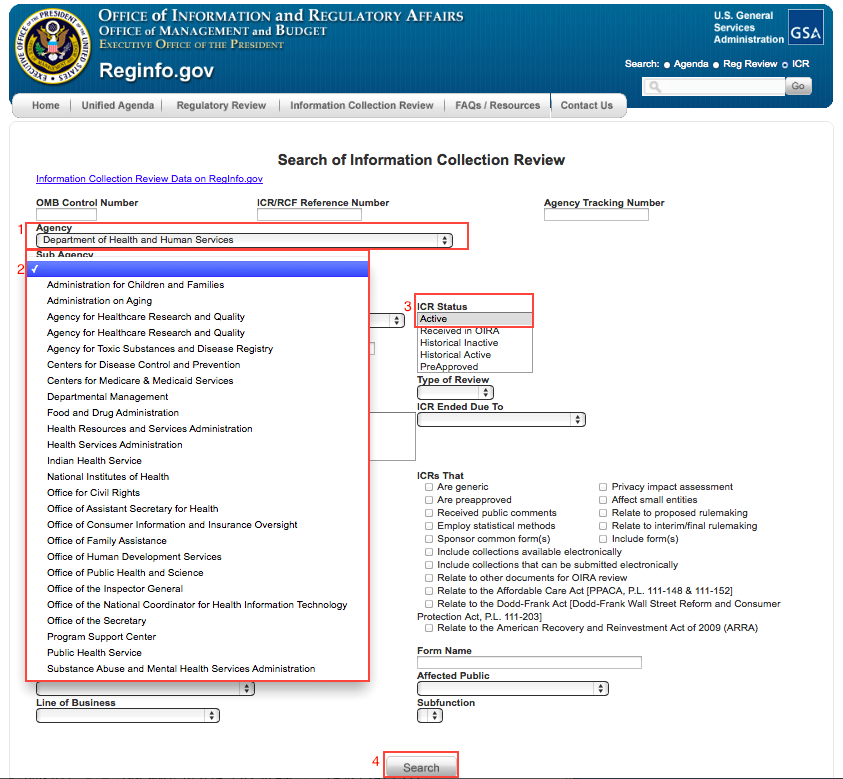 OFFICE OF INFORMATION AND REGULATORY AFFAIRS
OFFICE OF MANAGEMENT AND BUDGET
EXECUTIVE OFFICE OF THE PRESIDENT
Reginfo.gov
U.S. General
Services
Administration
GSA
Search: Agenda Reg Review ICR
Go
Home
Unified Agenda
Regulatory Review
Information Collection Review
FAQs / Resources
Contact Us
Search of Information Collection Review
Information Collection Review Data on RegInfo.gov
OMB Control Number
ICR/RCF Reference Number
Agency Tracking Number
1
Agency
Department of Health and Human Services
Sub Agency
2
✓
Administration for Children and Families
Administration on Aging
Agency for Healthcare Research and Quality
Agency for Healthcare Research and Quality
Agency for Toxic Substances and Disease Registry
Centers for Disease Control and Prevention
Centers for Medicare & Medicaid Services
Departmental Management
Food and Drug Administration
Health Resources and Services Administration
Health Services Administration
Indian Health Service
National Institutes of Health
Office for Civil Rights
Office of Assistant Secretary for Health
Office of Consumer Information and Insurance Oversight
Office of Family Assistance
Office of Human Development Services
Office of Public Health and Science
Office of the Inspector General
Office of the National Coordinator for Health Information Technology
Office of the Secretary
Program Support Center
Public Health Service
Substance Abuse and Mental Health Services Administration
Line of Business
3
ICR Status
Active
Received in OIRA
Historical Inactive
Historical Active
PreApproved
Type of Review
ICR Ended Due To
ICRs That
Are generic
Privacy impact assessment
Are preapproved
Affect small entities
Received public comments
Relate to proposed rulemaking
Employ statistical methods
Relate to interim/final rulemaking
Sponsor common form(s)
Include form(s)
Include collections available electronically
Include collections that can be submitted electronically
Relate to other documents for OIRA review
Relate to the Affordable Care Act [PPACA, P.L. 111-148 & 111-152]
Relate to the Dodd-Frank Act [Dodd-Frank Wall Street Reform and Consumer
Protection Act, P.L. 111-203]
Relate to the American Recovery and Reinvestment Act of 2009 (ARRA)
Form Name
Affected Public
Subfunction
4
Search